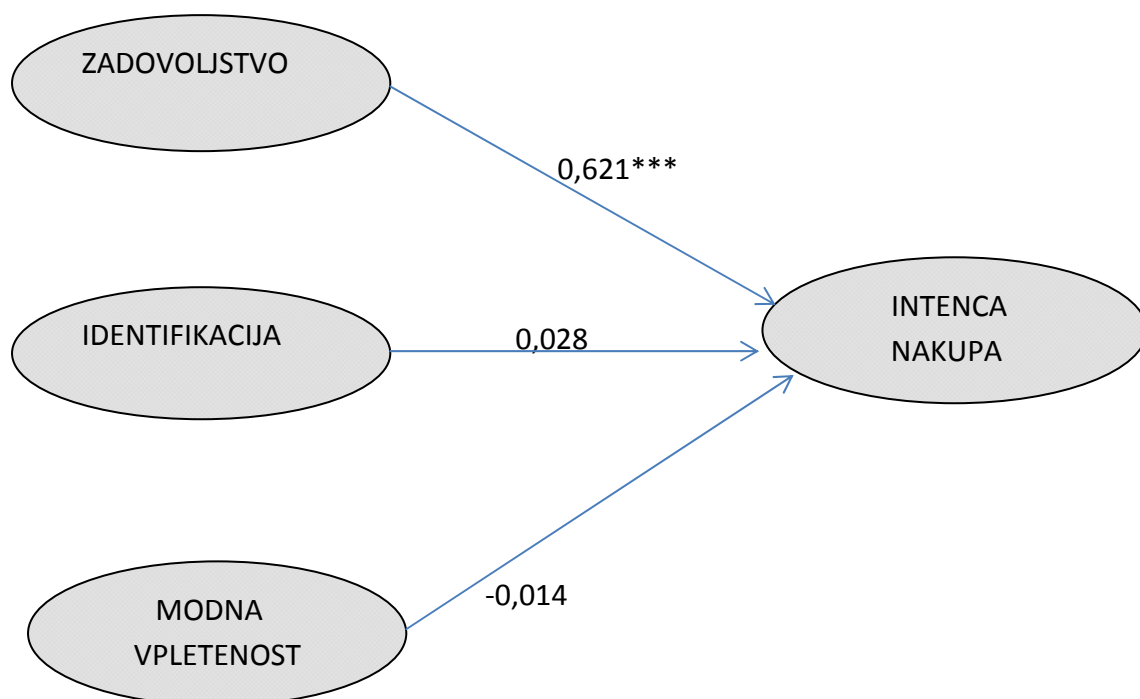 ZADOVOLJSTVO
0,621***
IDENTIFIKACIJA
0,028
INTENCA
NAKUPA
-0,014
MODNA
VPLETENOST